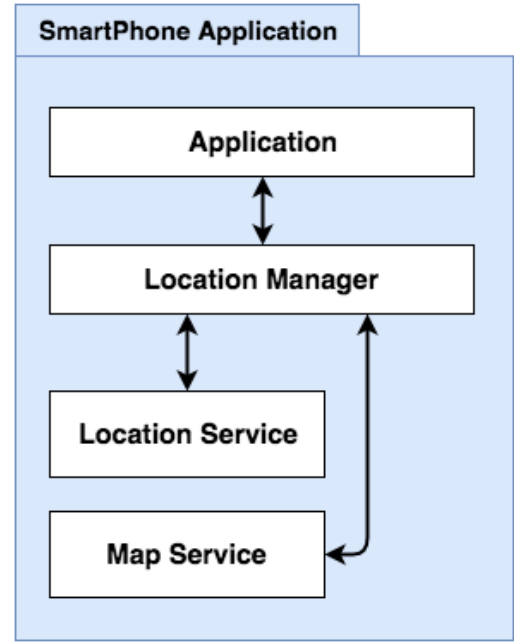 SmartPhone Application
Application
Location Manager
Location Service
Map Service